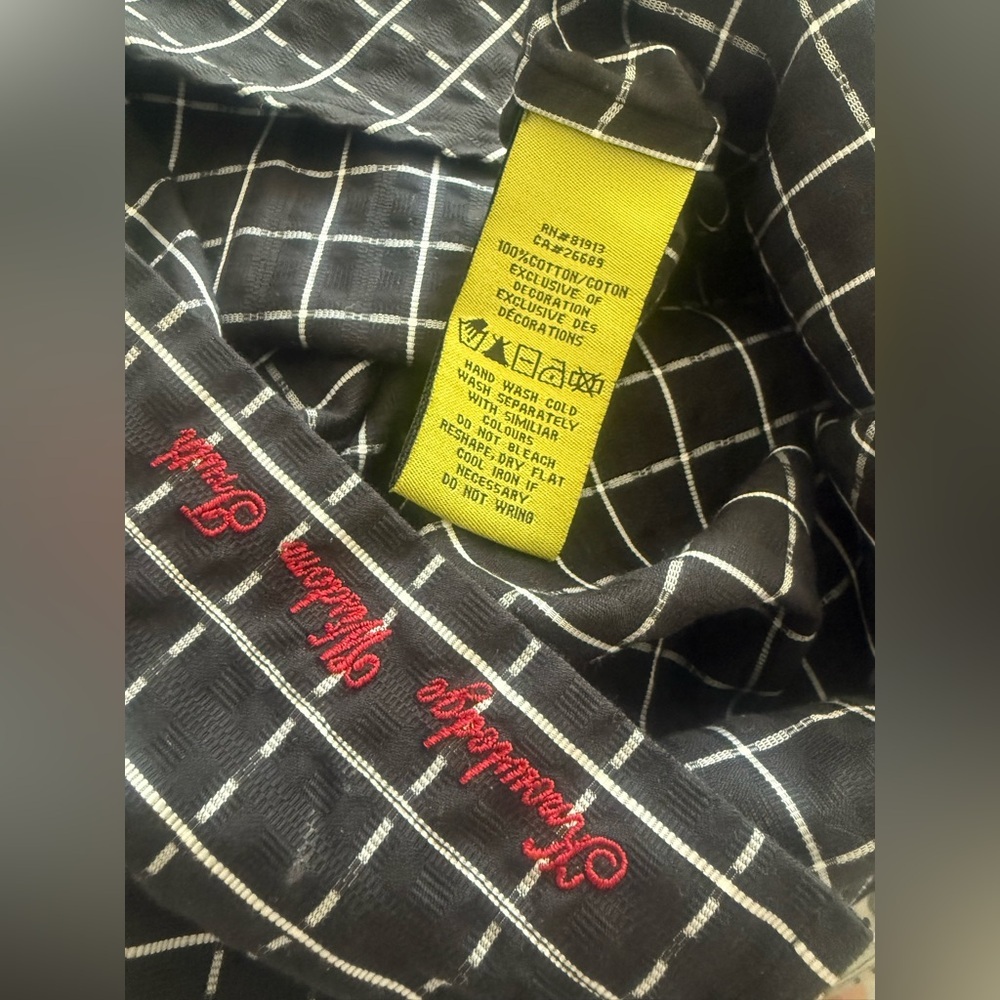 RN#81913
CA#26689
100%COTTON/COTON
EXCLUSIVE OF
DECORATION
EXCLUSIVE DES
DÉCORATIONS
HAND WASH COLD
WASH SEPARATELY
WITH SIMILIAR
COLOURS
DO NOT BLEACH
RESHAPE, DRY FLAT
COOL IRON IF
NECESSARY
DO NOT WRING
Truth
Wisdom
Knowledge